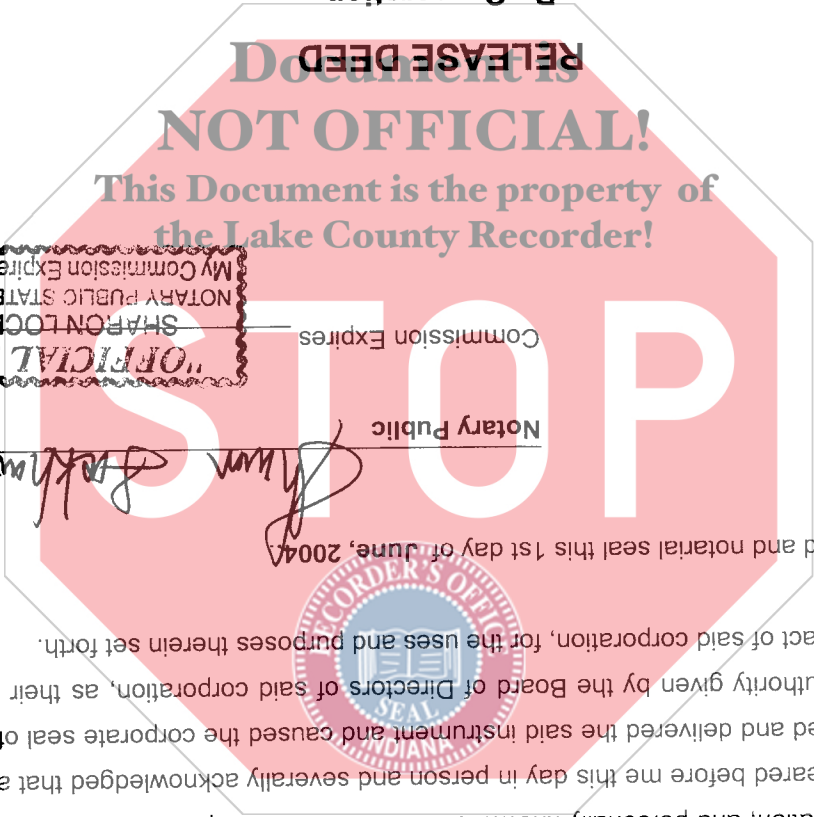 Document is
NOT OFFICIAL!
This Document is the property of
the Lake County Recorder!
STOP
RECORDER'S OFFICE
SEAL
INDIANA
eared before me this day in person and severally acknowledged that a
ed and delivered the said instrument and caused the corporate seal o
uthority given by the Board of Directors of said corporation, as their
act of said corporation, for the uses and purposes therein set forth.
d and notarial seal this 1st day of June, 2004.
Notary Public
Commission Expires
"OFFICIAL
SHARON LOC
NOTARY PUBLIC STAT
My Commission Expire
RELEASE DEED